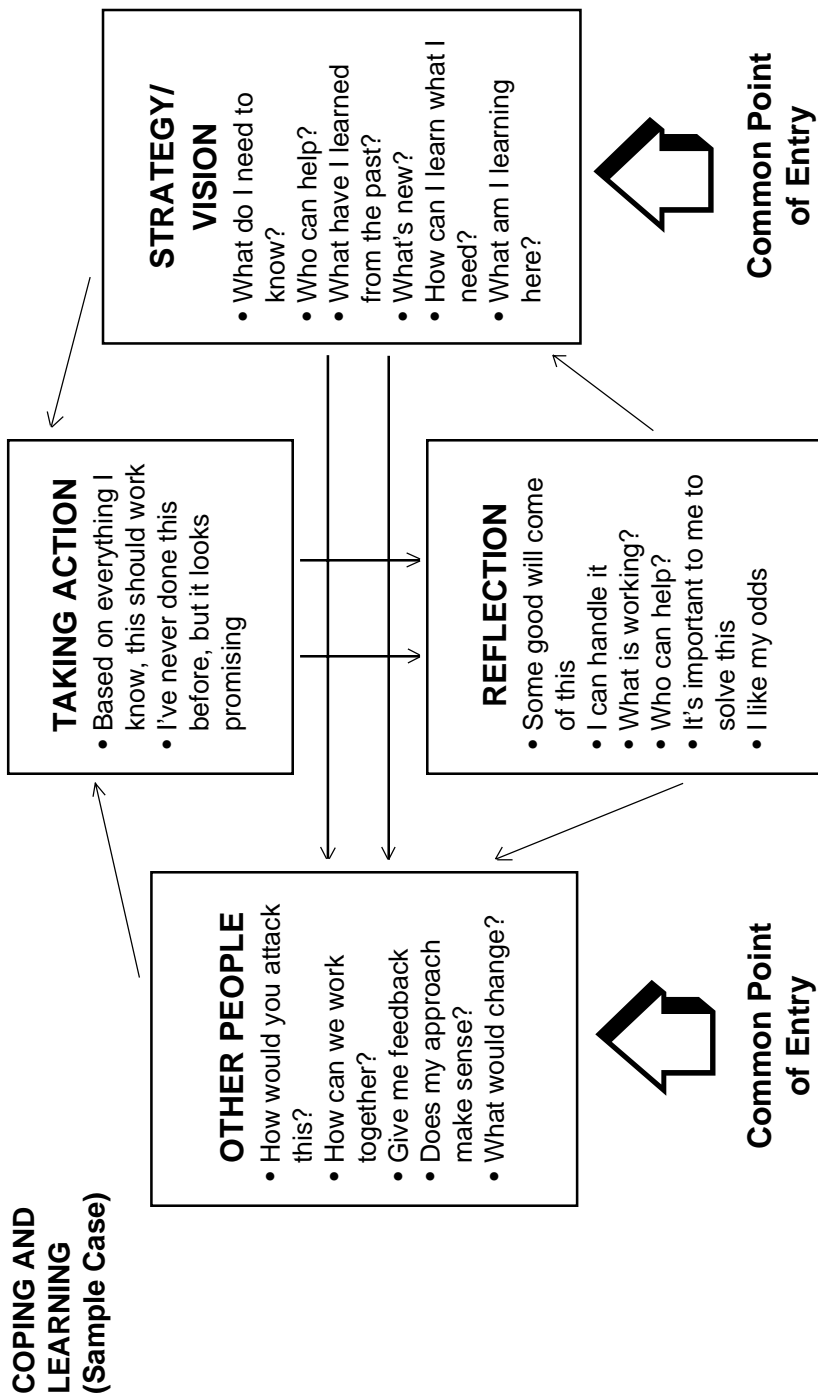 COPING AND
LEARNING
(Sample Case)
TAKING ACTION
• Based on everything I
know, this should work
• I've never done this
before, but it looks
promising
OTHER PEOPLE
• How would you attack
this?
• How can we work
together?
• Give me feedback
• Does my approach
make sense?
• What would change?
STRATEGY/
VISION
• What do I need to
know?
• Who can help?
• What have I learned
from the past?
• What's new?
• How can I learn what I
need?
• What am I learning
here?
REFLECTION
• Some good will come
of this
• I can handle it
• What is working?
• Who can help?
• It's important to me to
solve this
• I like my odds
Common Point
of Entry
Common Point
of Entry